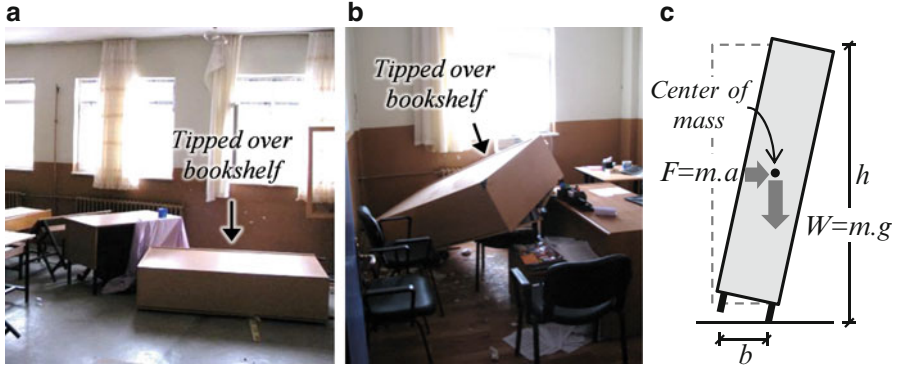 a
Tipped over
bookshelf
b
Tipped over
bookshelf
c
Center of
mass
F=m.a
h
W=m.g
b